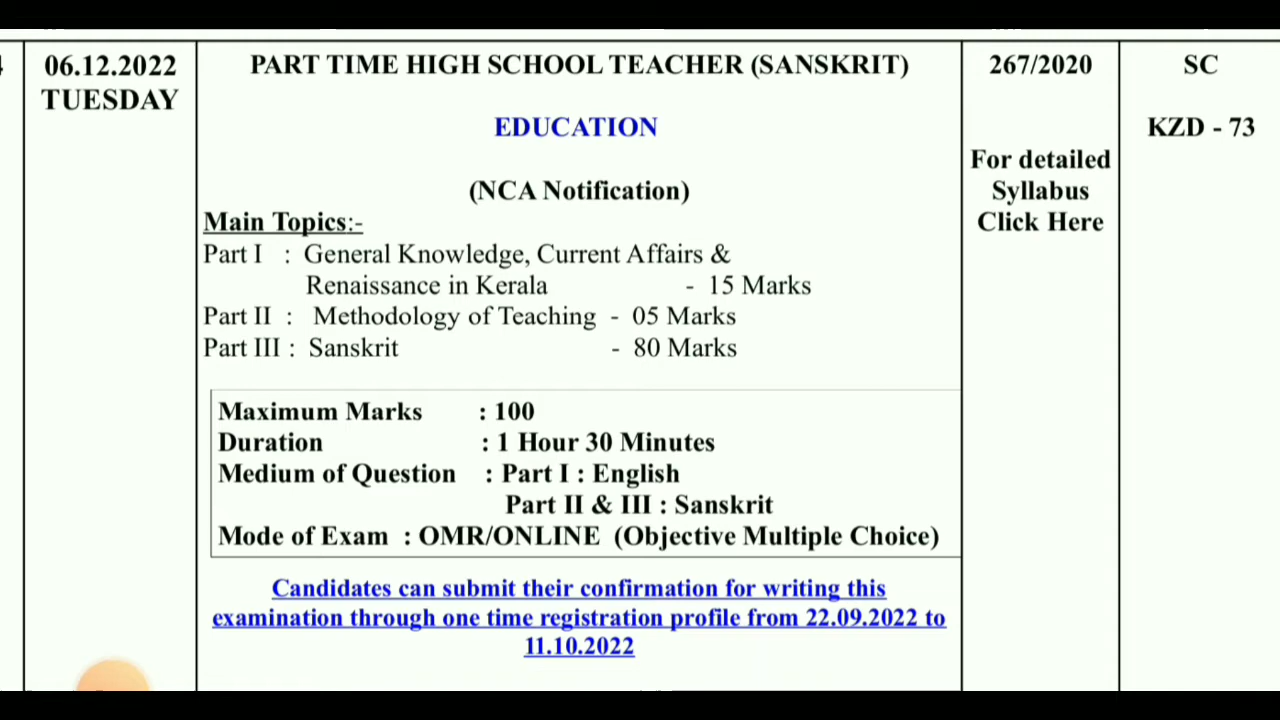 06.12.2022
TUESDAY
PART TIME HIGH SCHOOL TEACHER (SANSKRIT)
EDUCATION
(NCA Notification)
Main Topics:-
Part I : General Knowledge, Current Affairs &
Renaissance in Kerala - 15 Marks
Part II : Methodology of Teaching - 05 Marks
Part III : Sanskrit - 80 Marks
Maximum Marks : 100
Duration : 1 Hour 30 Minutes
Medium of Question : Part I : English
Part II & III : Sanskrit
Mode of Exam : OMR/ONLINE (Objective Multiple Choice)
Candidates can submit their confirmation for writing this
examination through one time registration profile from 22.09.2022 to
11.10.2022
267/2020
For detailed
Syllabus
Click Here
SC
KZD - 73